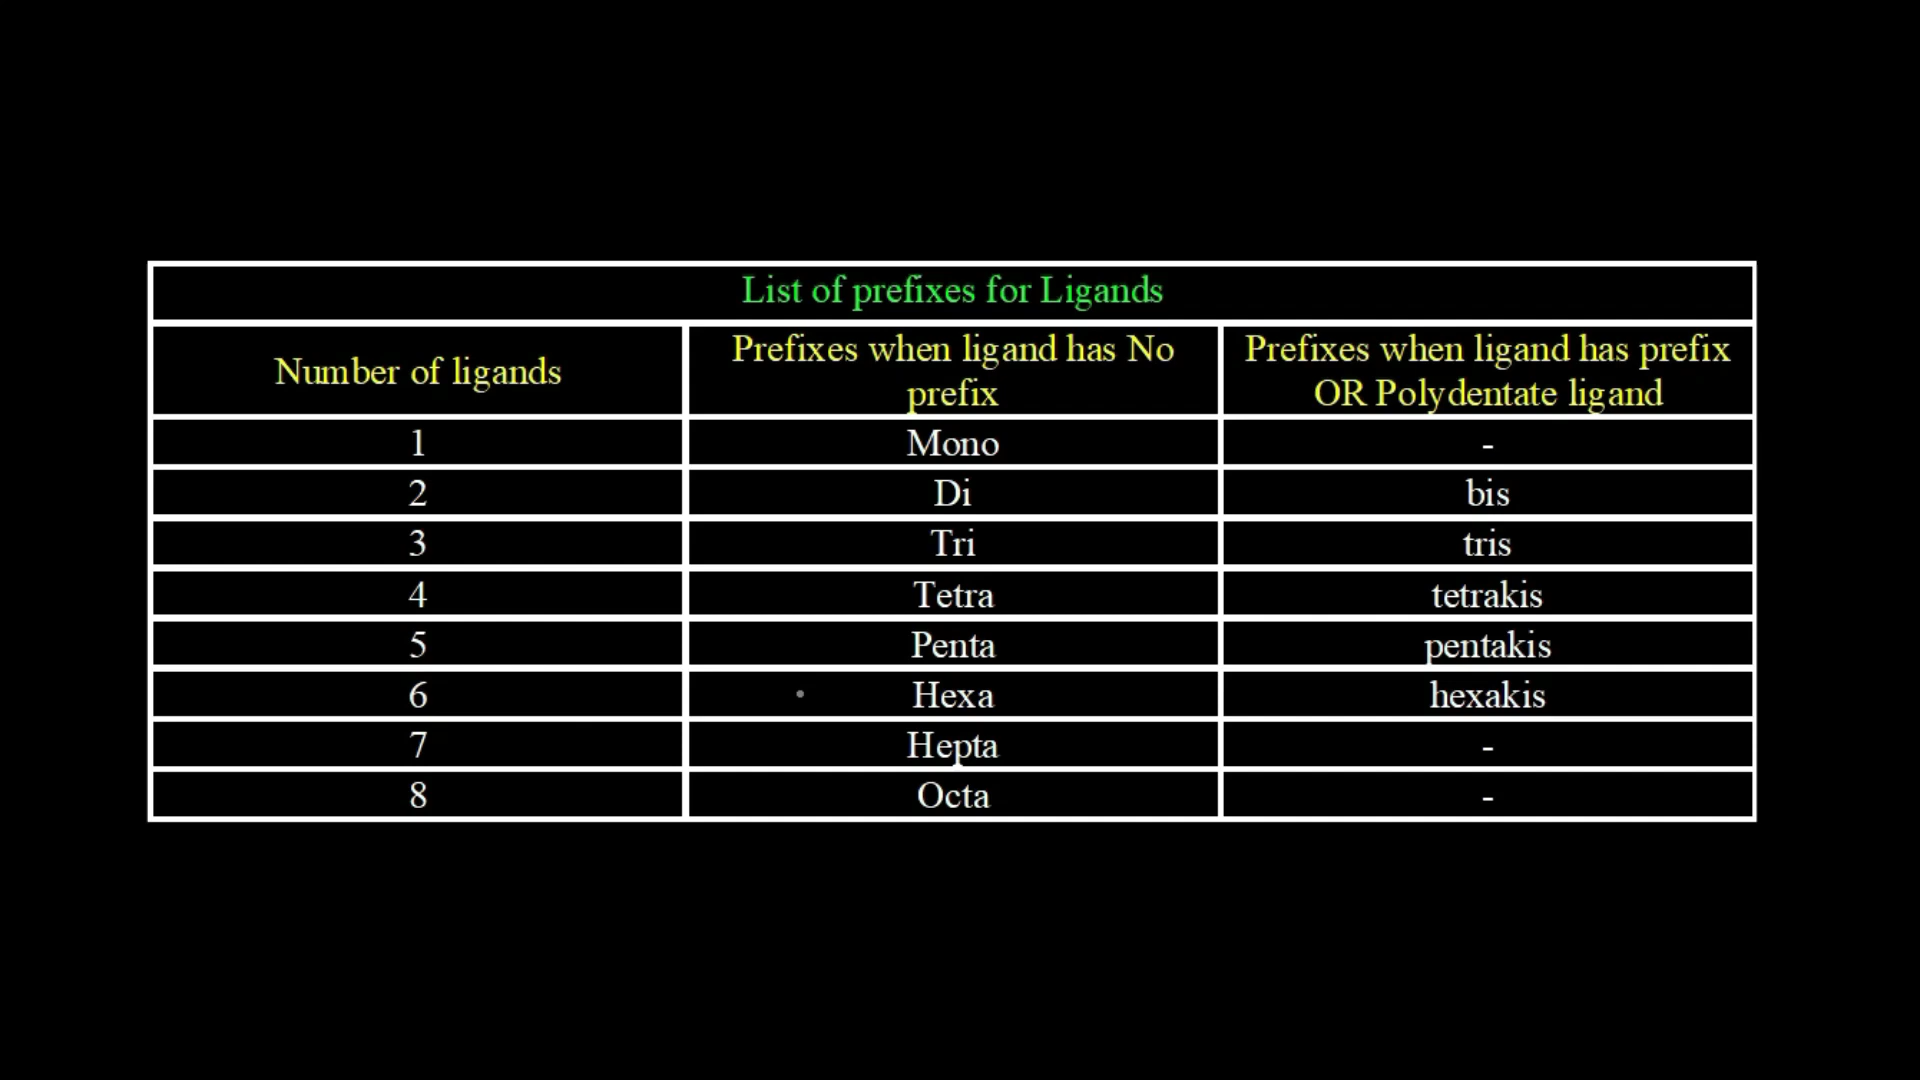 List of prefixes for Ligands
Number of ligands
Prefixes when ligand has No
prefix
Prefixes when ligand has prefix
OR Polydentate ligand
1 Mono -
2 Di bis
3 Tri tris
4 Tetra tetrakis
5 Penta pentakis
6 Hexa hexakis
7 Hepta -
8 Octa -